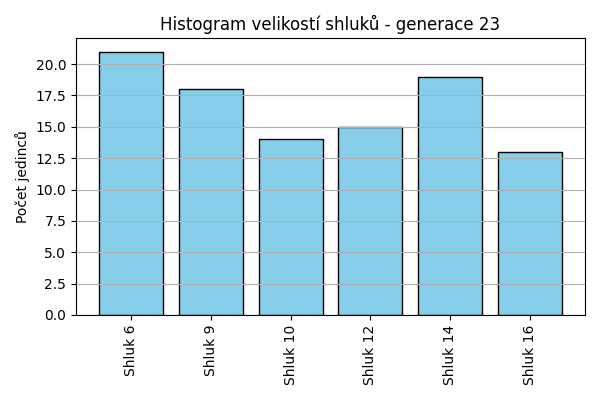 Histogram velikostí shluků - generace 23
Počet jedinců
20.0
17.5
15.0
12.5
10.0
7.5
5.0
2.5
0.0
Shluk 6
Shluk 9
Shluk 10
Shluk 12
Shluk 14
Shluk 16